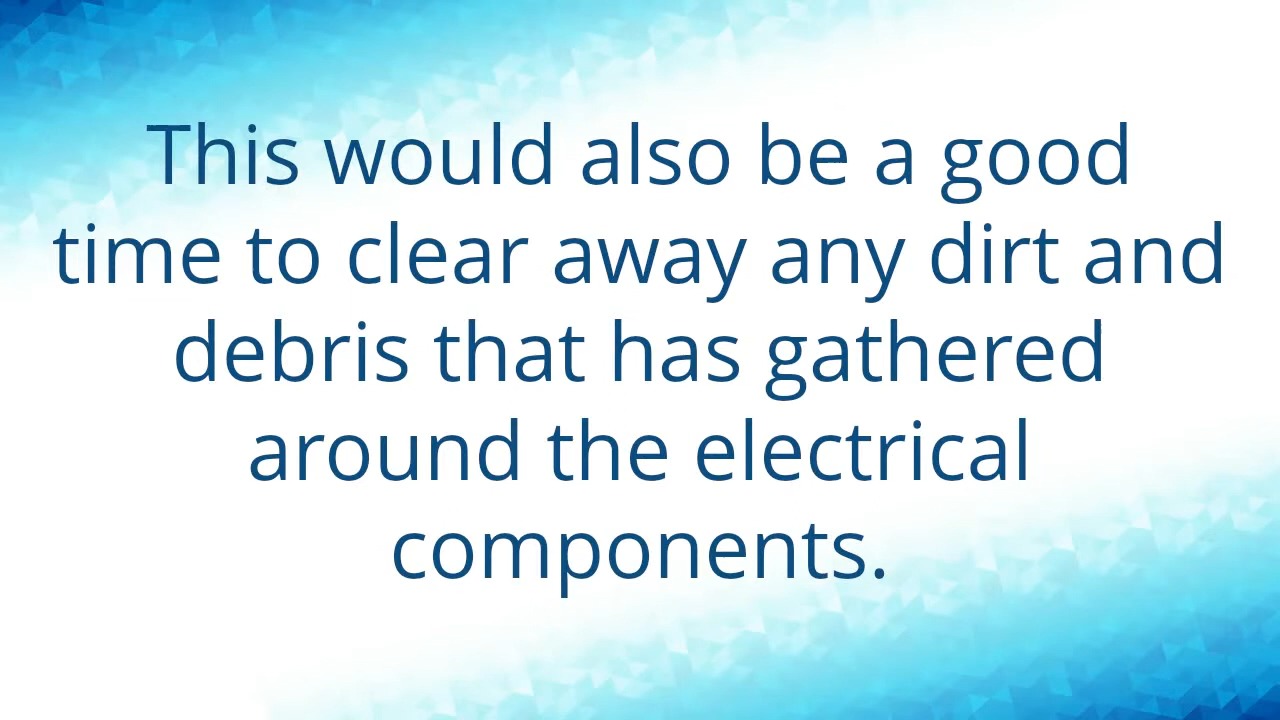 This would also be a good
time to clear away any dirt and
debris that has gathered
around the electrical
components.